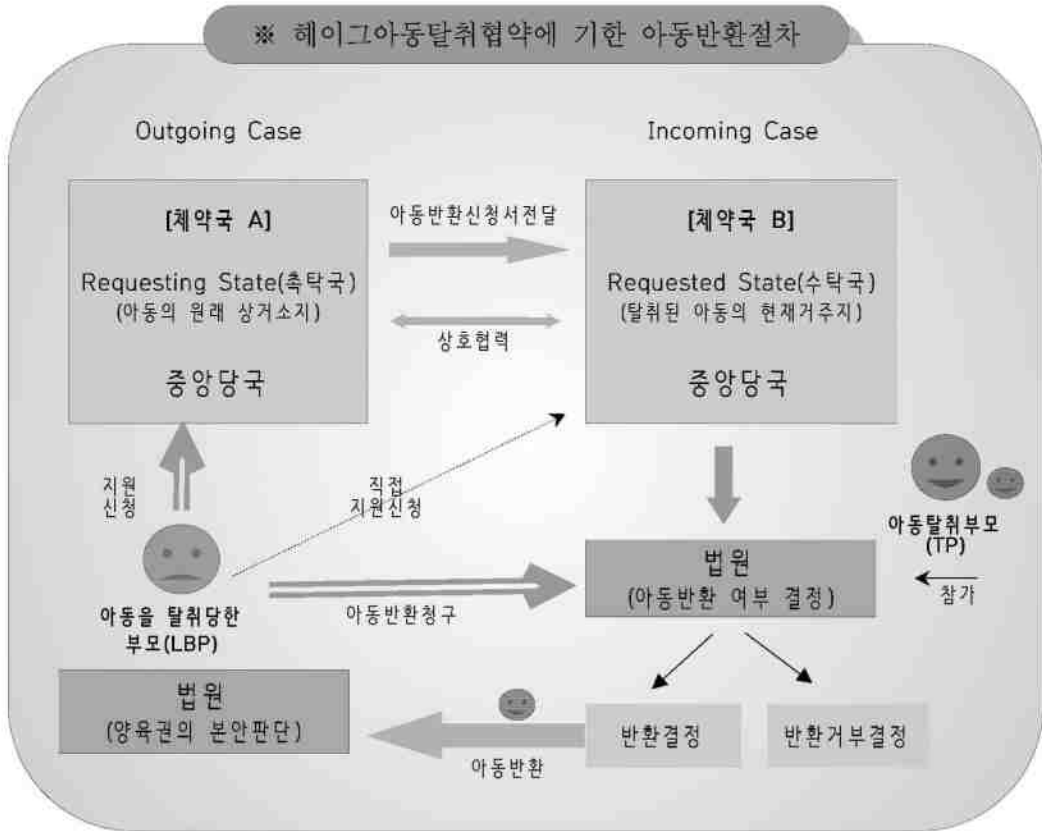 ※ 헤이그아동탈취협약에 기한 아동반환절차
Outgoing Case
Incoming Case
[체약국 A]
Requesting State(촉탁국)
(아동의 원래 상거소지)
중앙당국
아동반환신청서전달
상호협력
[체약국 B]
Requested State(수탁국)
(탈취된 아동의 현재거주지)
중앙당국
지원
신청
직접
지원신청
아동탈취부모
(TP)
참가
아동을 탈취당한
부모(LBP)
아동반환청구
법원
(아동반환 여부 결정)
법원
(양육권의 본안판단)
아동반환
반환결정
반환거부결정